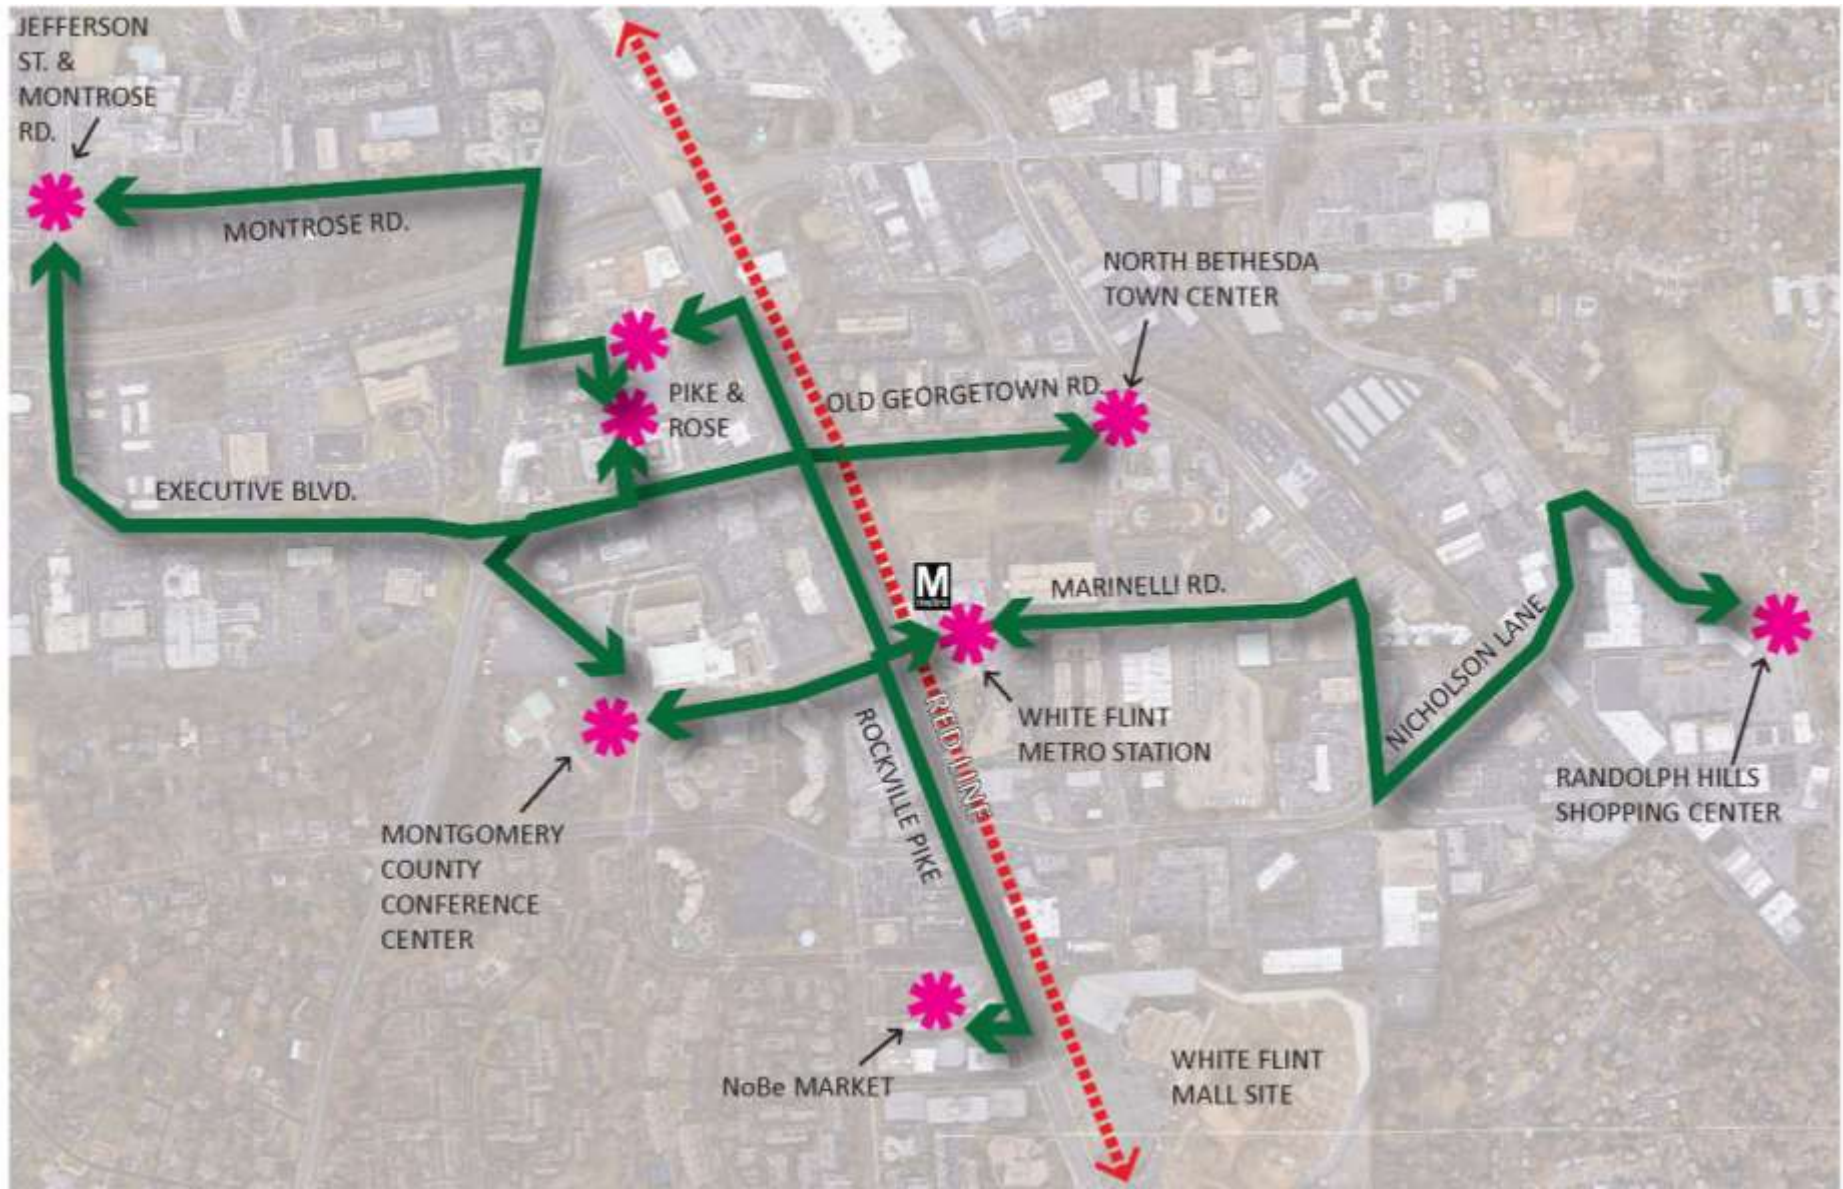 JEFFERSON
ST. &
MONTROSE
RD.
MONTROSE RD.
NORTH BETHESDA
TOWN CENTER
PIKE &
ROSE
OLD GEORGETOWN RD.
EXECUTIVE BLVD.
M
metro
MARINELLI RD.
NICHOLSON LANE
WHITE FLINT
METRO STATION
RED LINE
ROCKVILLE PIKE
RANDOLPH HILLS
SHOPPING CENTER
MONTGOMERY
COUNTY
CONFERENCE
CENTER
NoBe MARKET
WHITE FLINT
MALL SITE